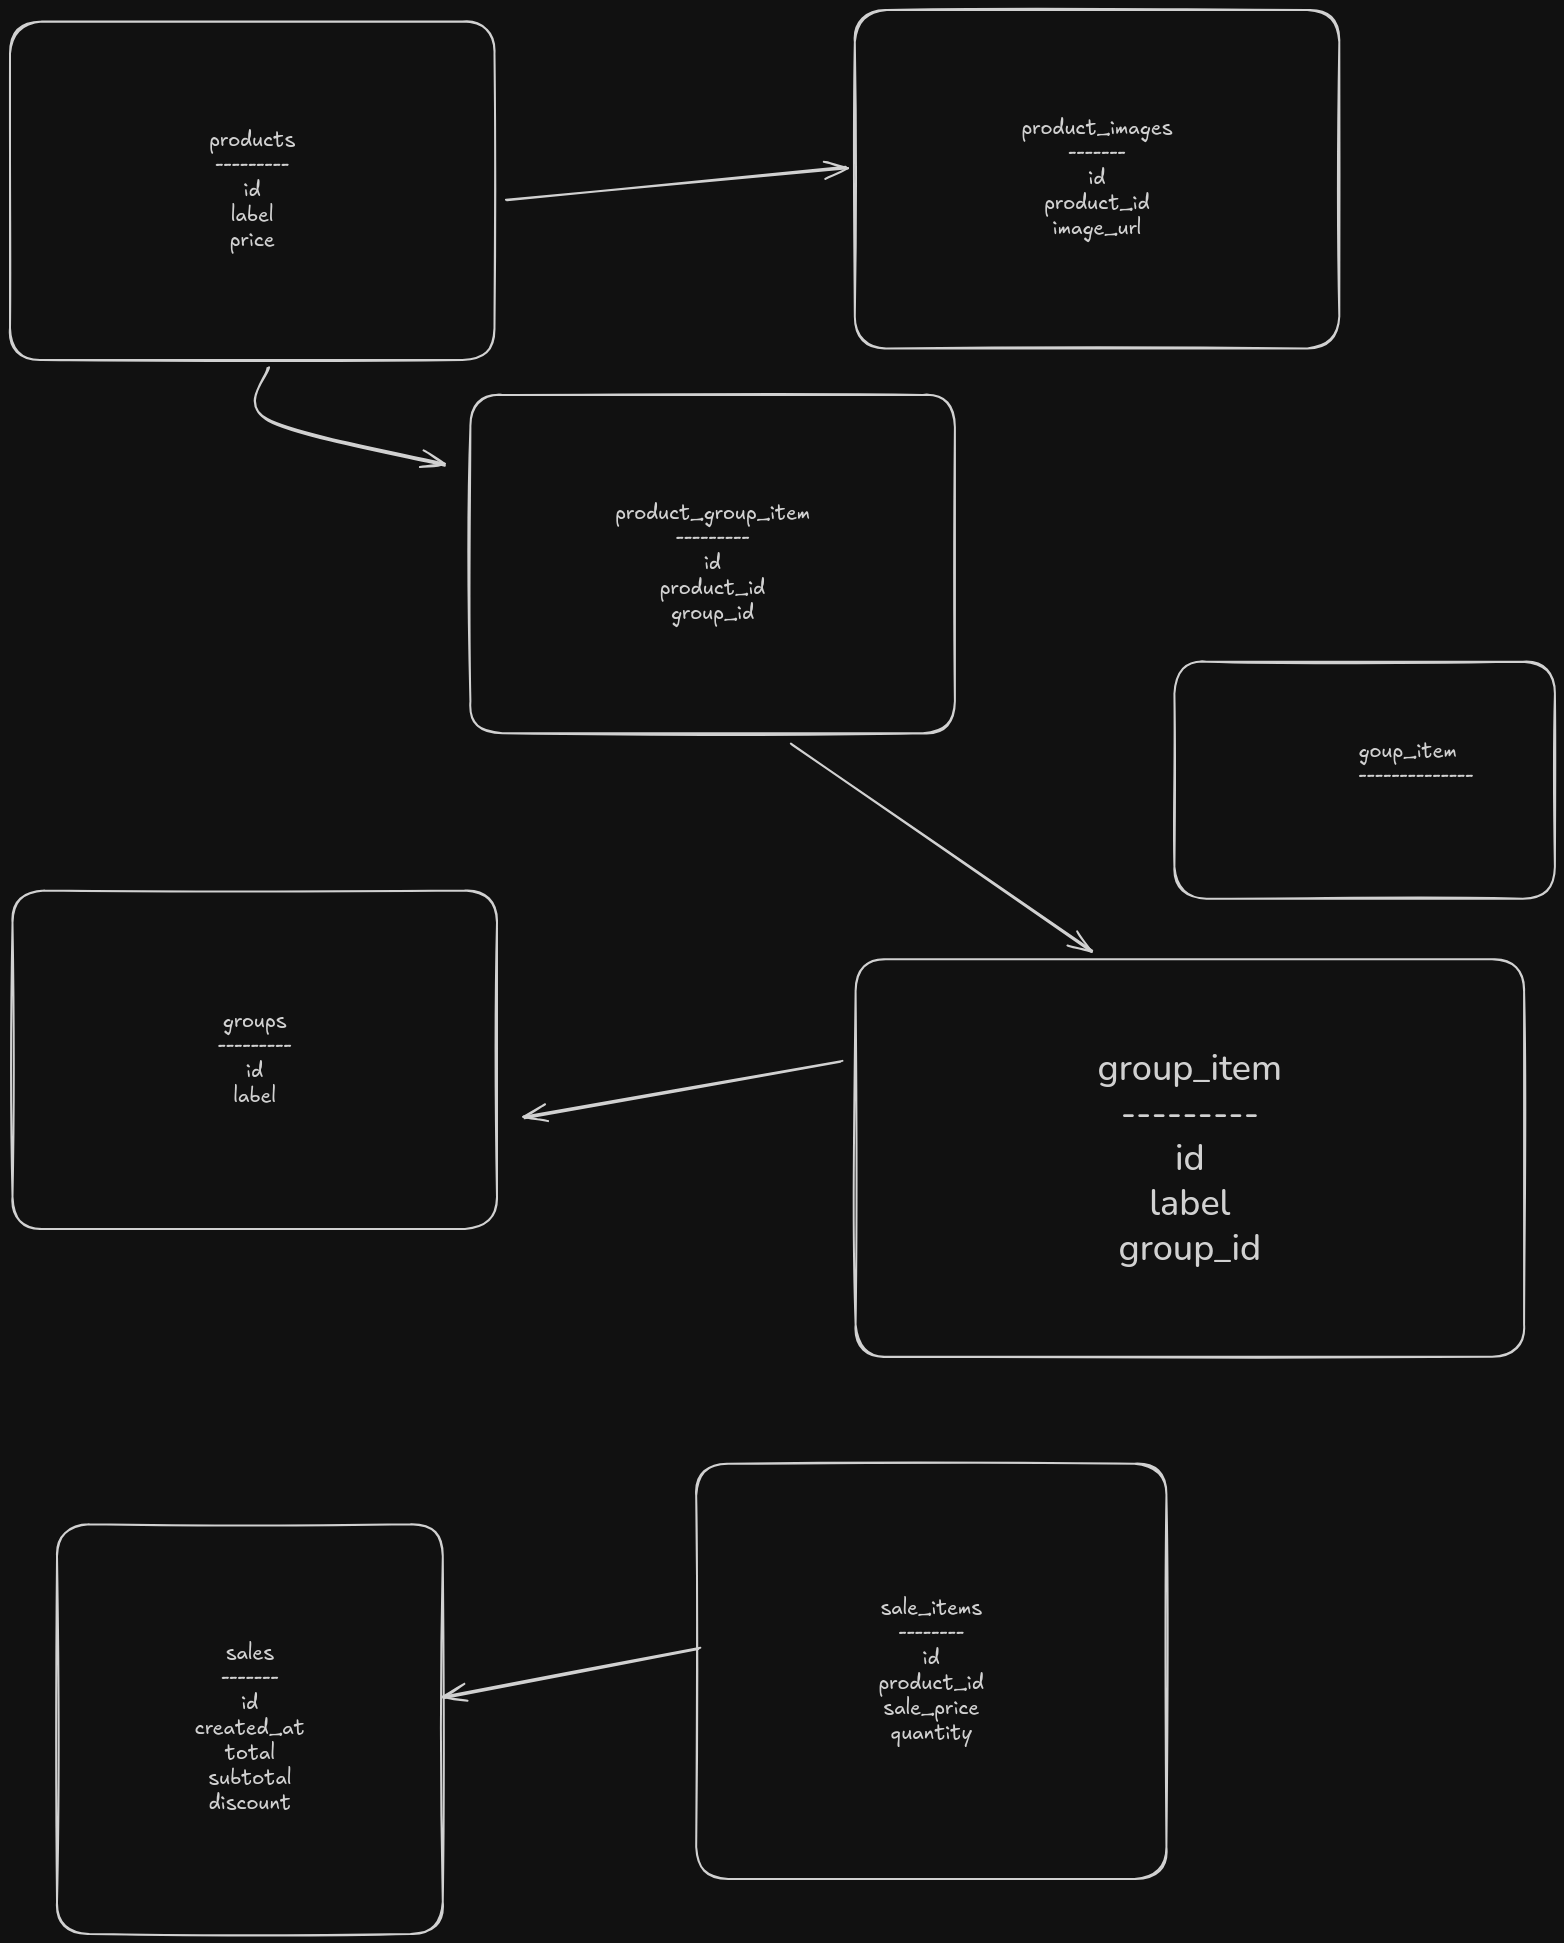 products
---------
id
label
price
product_images
-------
id
product_id
image_url
product_group_item
---------
id
product_id
group_id
goup_item
--------------
groups
---------
id
label
group_item
---------
id
label
group_id
sale_items
--------
id
product_id
sale_price
quantity
sales
-------
id
created_at
total
subtotal
discount